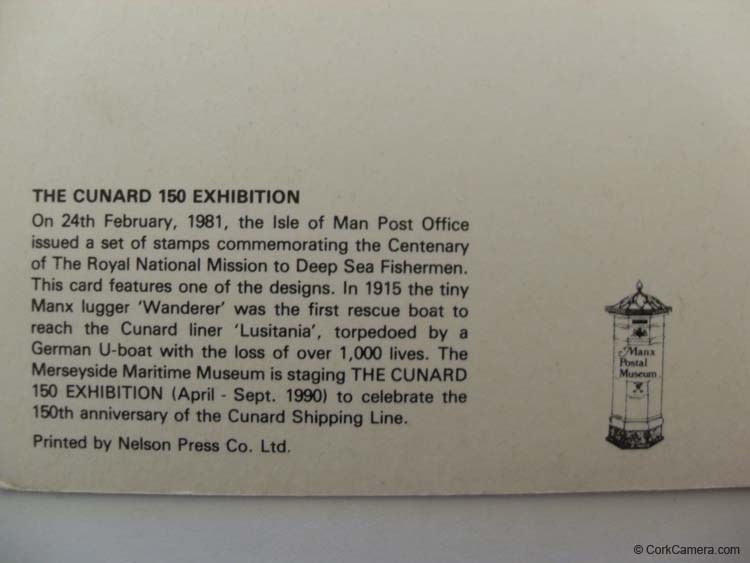 THE CUNARD 150 EXHIBITION
On 24th February, 1981, the Isle of Man Post Office
issued a set of stamps commemorating the Centenary
of The Royal National Mission to Deep Sea Fishermen.
This card features one of the designs. In 1915 the tiny
Manx lugger 'Wanderer' was the first rescue boat to
reach the Cunard liner 'Lusitania', torpedoed by a
German U-boat with the loss of over 1,000 lives. The
Merseyside Maritime Museum is staging THE CUNARD
150 EXHIBITION (April - Sept. 1990) to celebrate the
150th anniversary of the Cunard Shipping Line.
Printed by Nelson Press Co. Ltd.
Manx
Postal
Museum
© CorkCamera.com